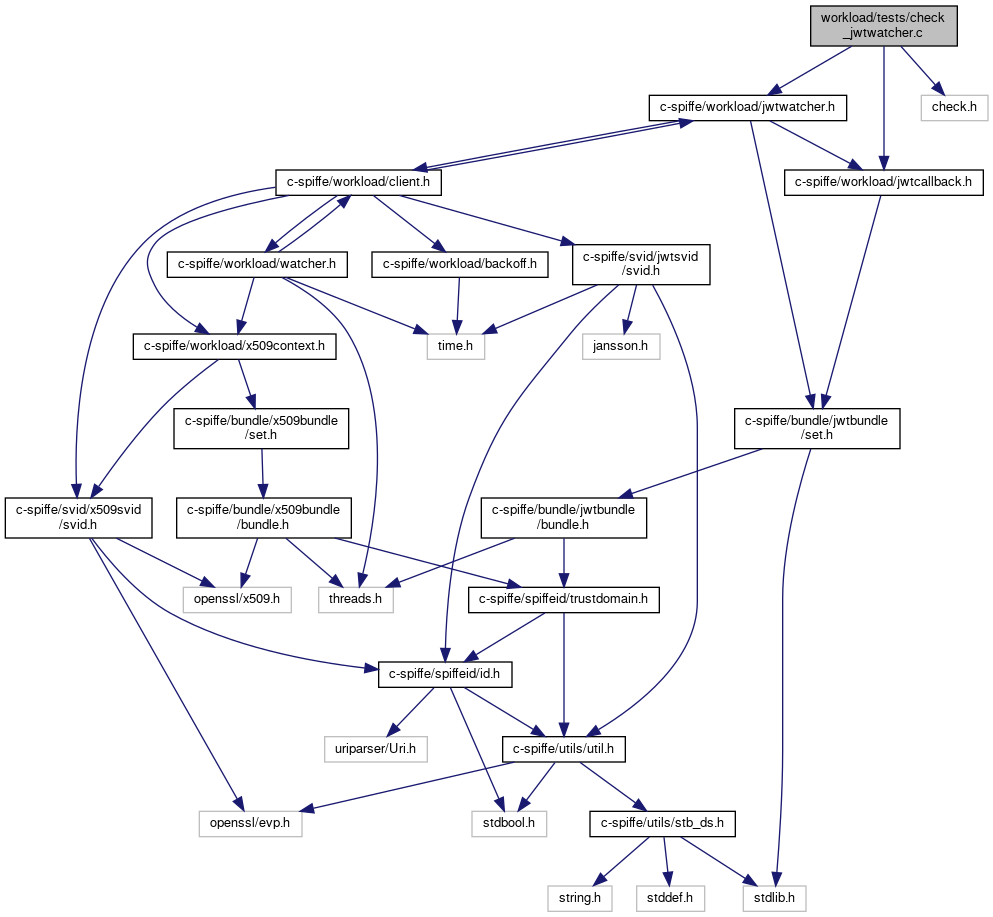 workload/tests/check
_jwtwatcher.c
c-spiffe/workload/jwtwatcher.h
check.h
c-spiffe/workload/client.h
c-spiffe/workload/jwtcallback.h
c-spiffe/workload/watcher.h
c-spiffe/workload/backoff.h
c-spiffe/svid/jwtsvid
/svid.h
c-spiffe/workload/x509context.h
time.h
jansson.h
c-spiffe/bundle/x509bundle
/set.h
c-spiffe/bundle/jwtbundle
/set.h
c-spiffe/svid/x509svid
/svid.h
c-spiffe/bundle/x509bundle
/bundle.h
c-spiffe/bundle/jwtbundle
/bundle.h
openssl/x509.h
threads.h
c-spiffe/spiffeid/trustdomain.h
c-spiffe/spiffeid/id.h
uriparser/Uri.h
c-spiffe/utils/util.h
openssl/evp.h
stdbool.h
c-spiffe/utils/stb_ds.h
string.h
stddef.h
stdlib.h